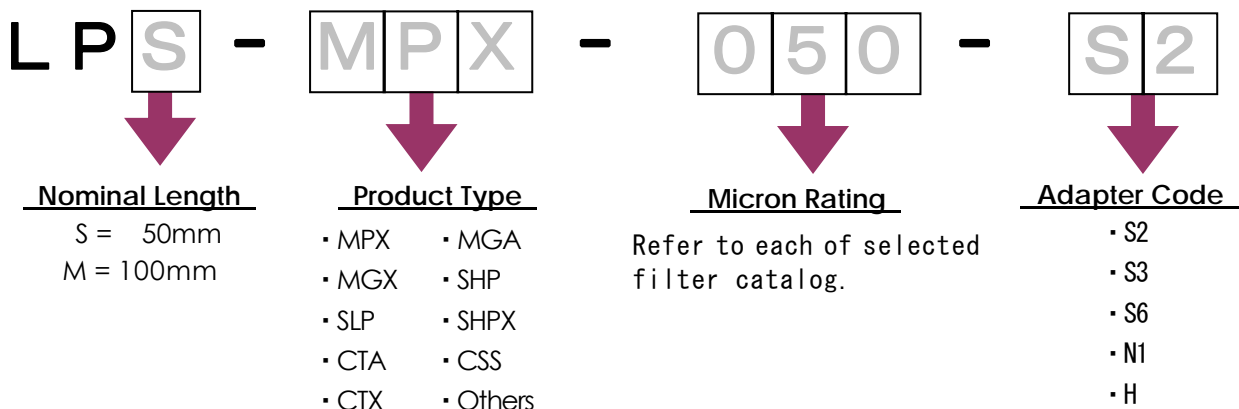 LPS - MPX - 050 - S2
Nominal Length
S = 50mm
M = 100mm
Product Type
・MPX ・MGA
・MGX ・SHP
・SLP ・SHPX
・CTA ・CSS
・CTX ・Others
Micron Rating
Refer to each of selected
filter catalog.
Adapter Code
・S2
・S3
・S6
・N1
・H